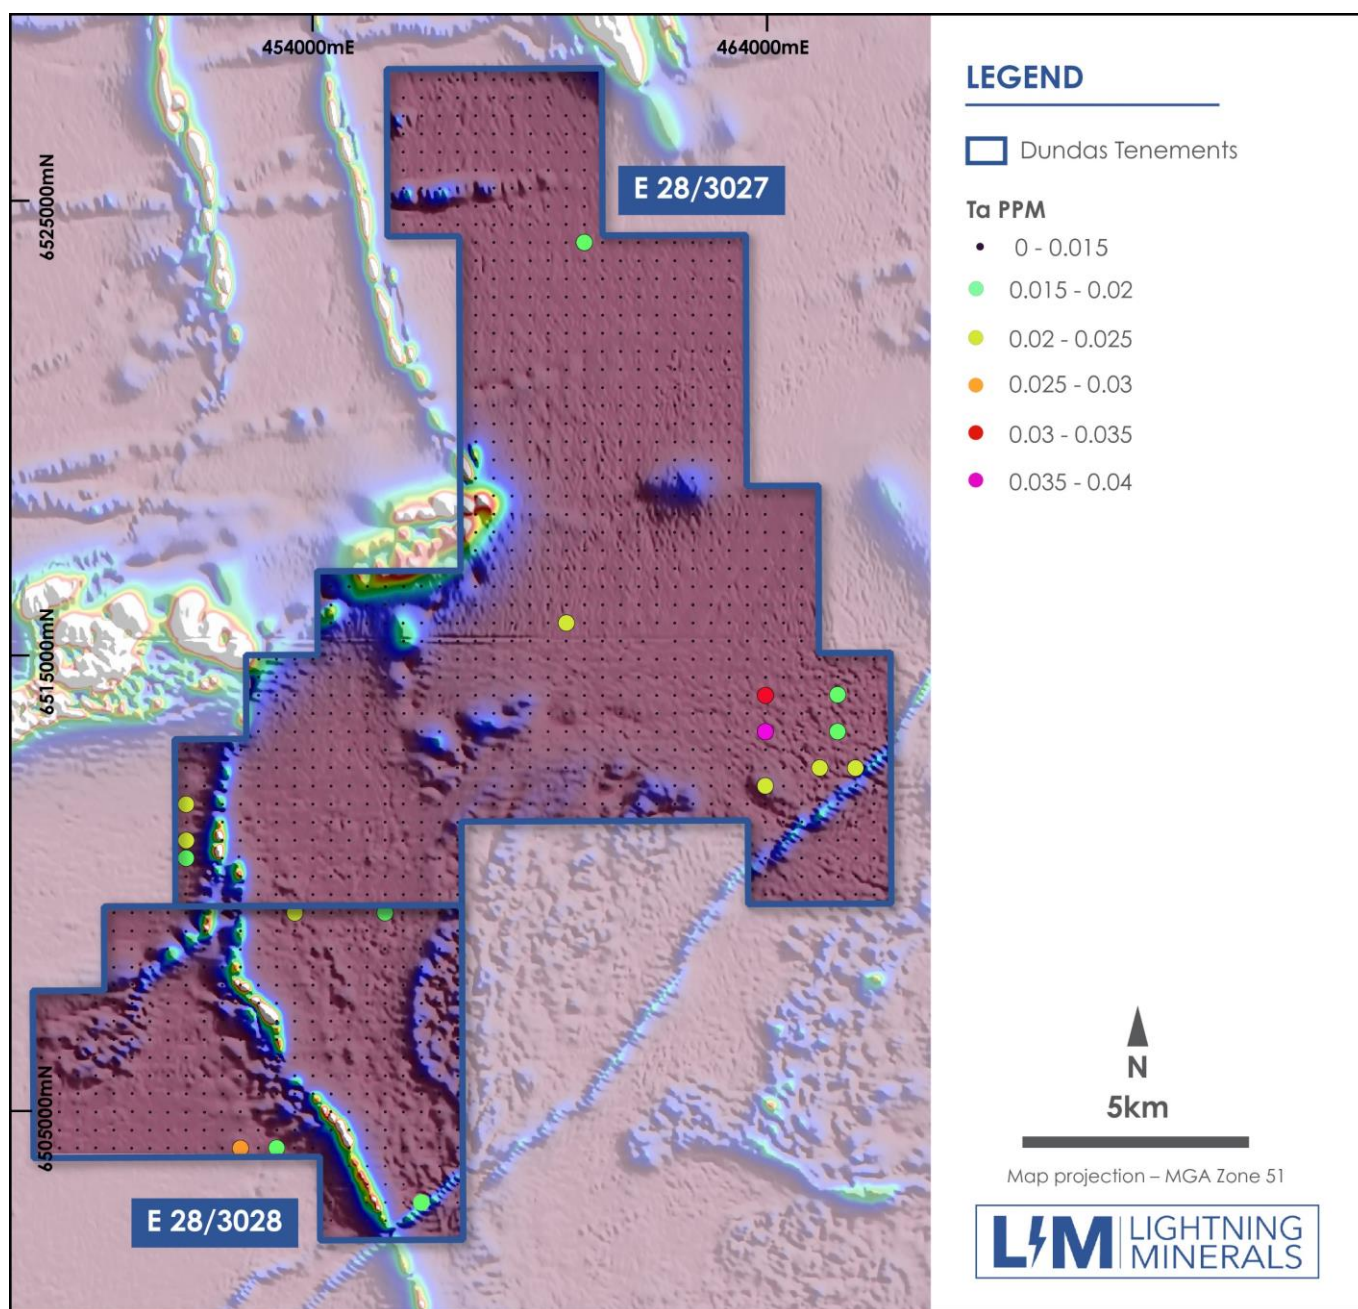 454000mE
464000mE
6525000mN
6515000mN
6505000mN
E 28/3027
E 28/3028
LEGEND
Dundas Tenements
Ta PPM
0 - 0.015
0.015 - 0.02
0.02 - 0.025
0.025 - 0.03
0.03 - 0.035
0.035 - 0.04
N
5km
Map projection – MGA Zone 51
LM LIGHTNING
MINERALS